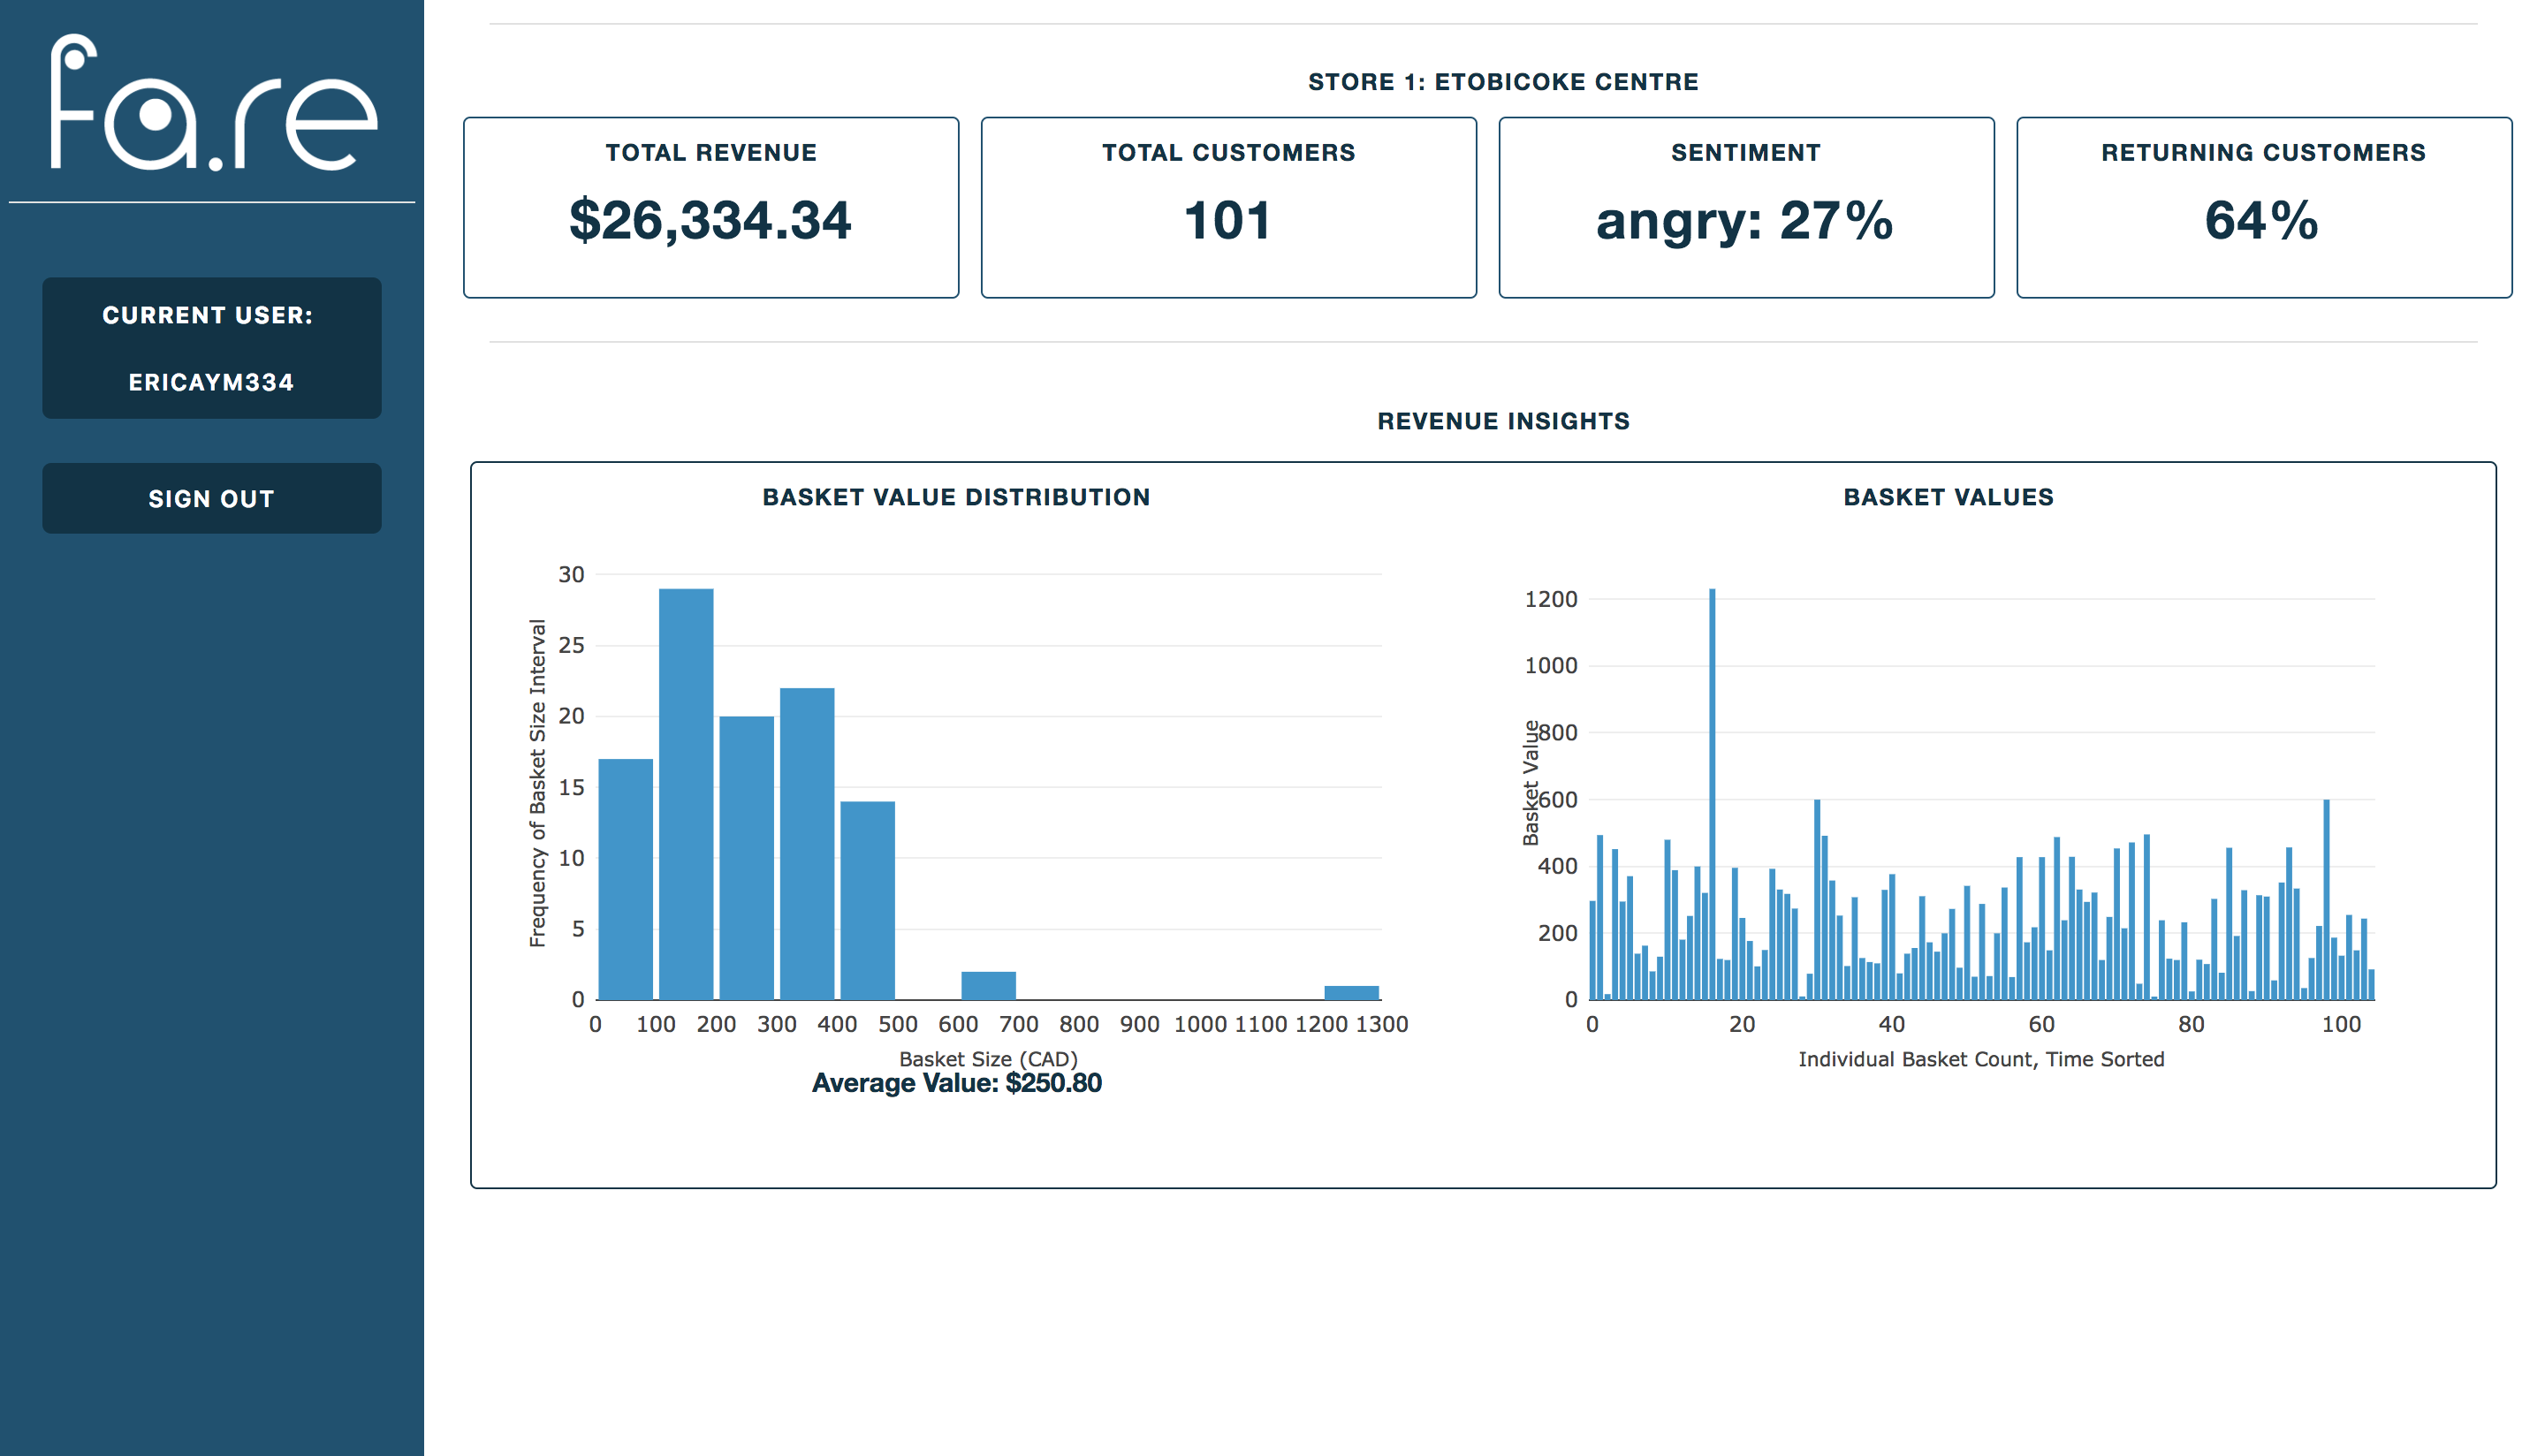 fa.re
CURRENT USER:
ERICAYM334
SIGN OUT
STORE 1: ETOBICOKE CENTRE
TOTAL REVENUE
$26,334.34
TOTAL CUSTOMERS
101
SENTIMENT
angry: 27%
RETURNING CUSTOMERS
64%
REVENUE INSIGHTS
BASKET VALUE DISTRIBUTION
Frequency of Basket Size Interval
30
25
20
15
10
5
0
0 100 200 300 400 500 600 700 800 900 1000 1100 1200 1300
Basket Size (CAD)
Average Value: $250.80
BASKET VALUES
Basket Value
1200
1000
800
600
400
200
0
0 20 40 60 80 100
Individual Basket Count, Time Sorted